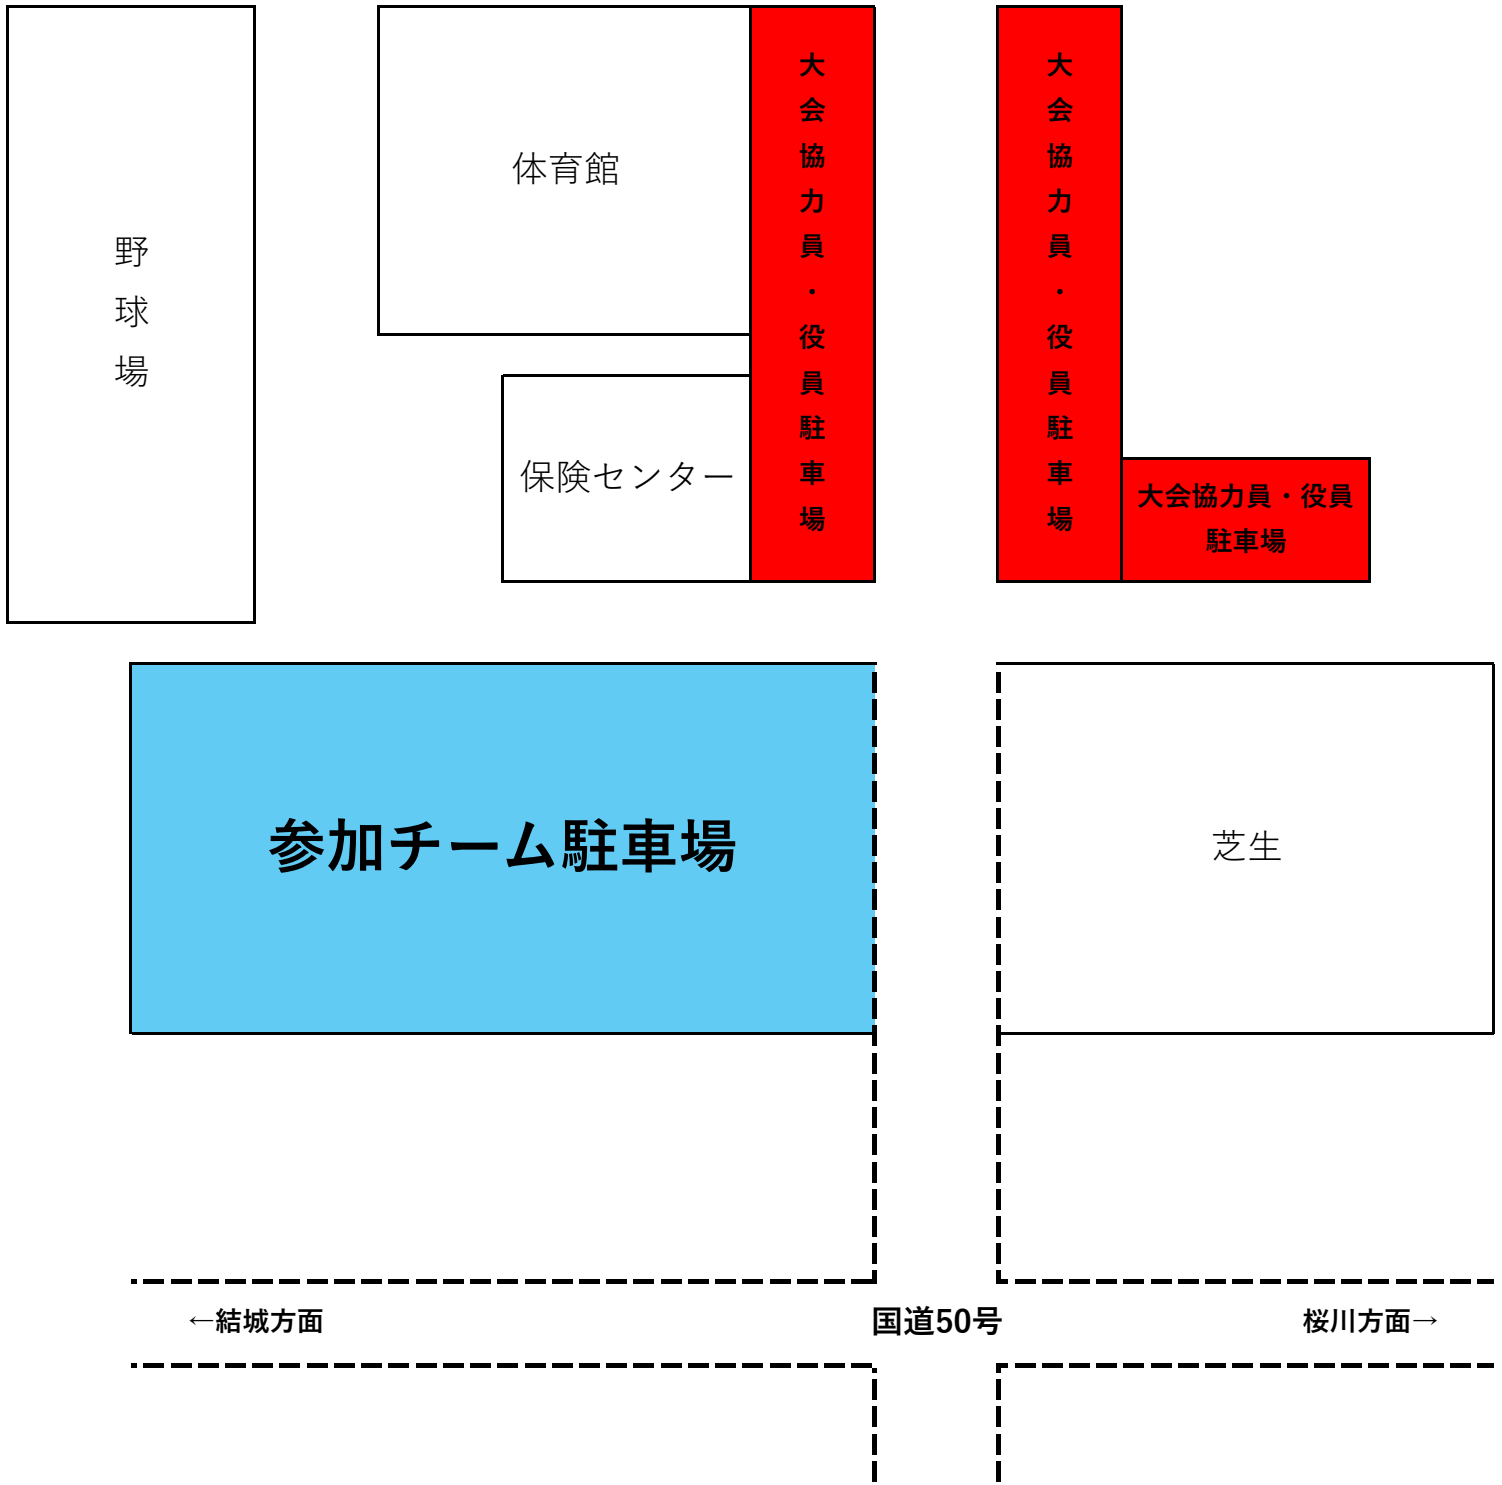 野球場
体育館
大会協力員・役員駐車場
大会協力員・役員駐車場
保険センター
大会協力員・役員
駐車場
参加チーム駐車場
芝生
←結城方面
国道50号
桜川方面→